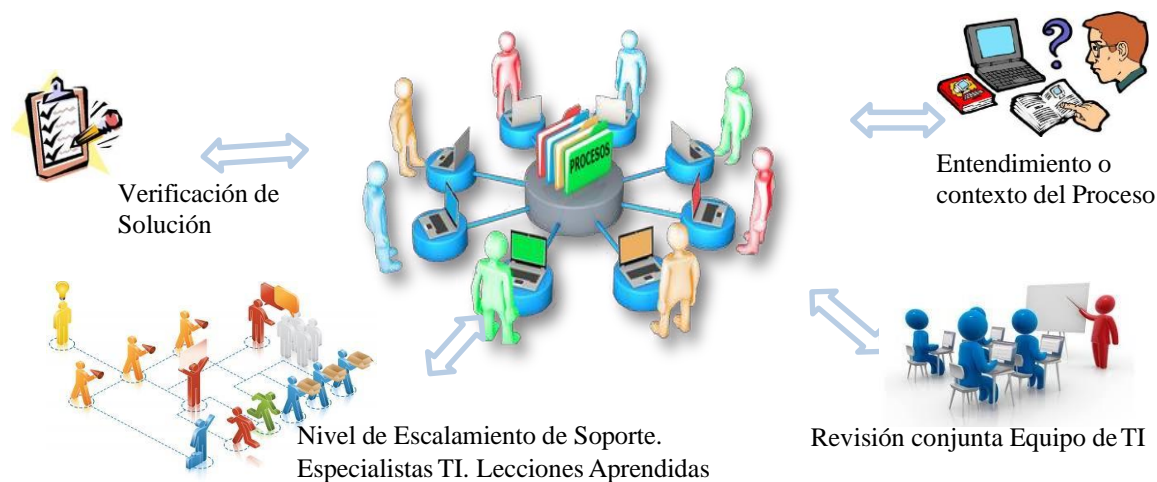 PROCESOS
Entendimiento o
contexto del Proceso
Verificación de
Solución
Nivel de Escalamiento de Soporte.
Especialistas TI. Lecciones Aprendidas
Revisión conjunta Equipo de TI